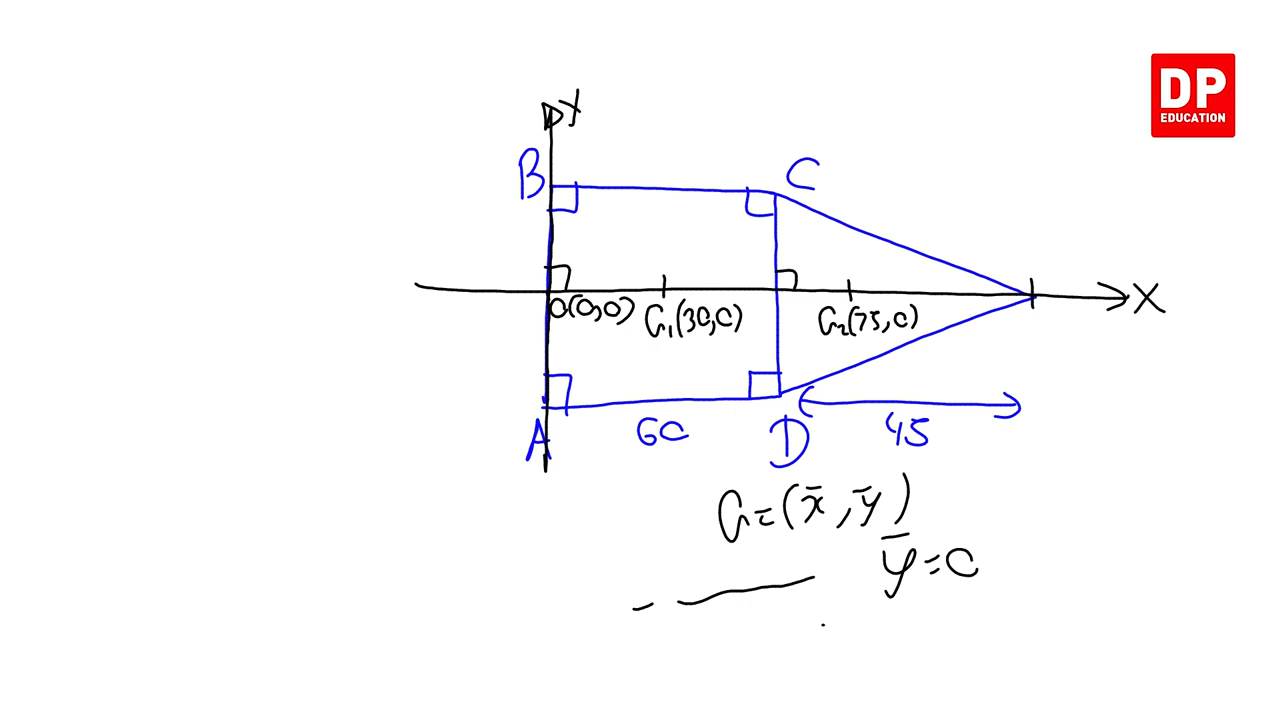 DP
EDUCATION
Y
B
C
O(0,0)
G₁(30,0)
G₂(75,0)
X
A
60
D
45
G=(x̄,ȳ)
ȳ=0